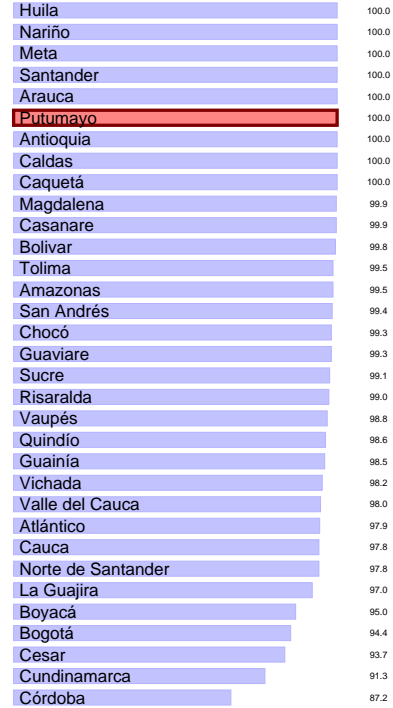 Huila 100.0
Nariño 100.0
Meta 100.0
Santander 100.0
Arauca 100.0
Putumayo 100.0
Antioquia 100.0
Caldas 100.0
Caquetá 100.0
Magdalena 99.9
Casanare 99.9
Bolivar 99.8
Tolima 99.5
Amazonas 99.5
San Andrés 99.4
Chocó 99.3
Guaviare 99.3
Sucre 99.1
Risaralda 99.0
Vaupés 98.8
Quindío 98.6
Guainía 98.5
Vichada 98.2
Valle del Cauca 98.0
Atlántico 97.9
Cauca 97.8
Norte de Santander 97.8
La Guajira 97.0
Boyacá 95.0
Bogotá 94.4
Cesar 93.7
Cundinamarca 91.3
Córdoba 87.2